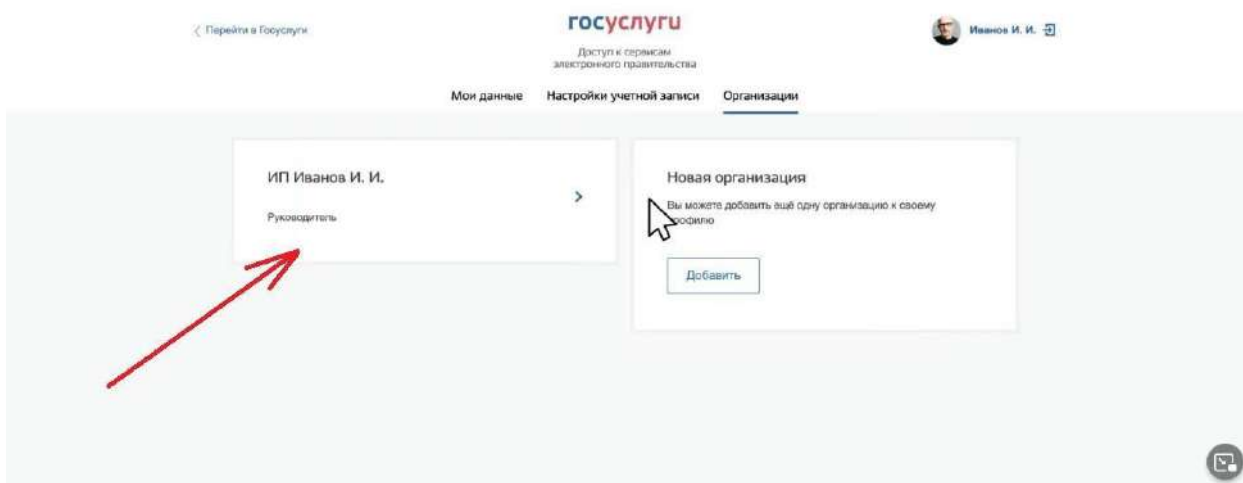 Перейти в Госуслуги
госуслуги
Иванов И. И.
Доступ к сервисам
электронного правительства
Мои данные Настройки учетной записи Организации
ИП Иванов И. И.
Руководитель
Новая организация
Вы можете добавить ещё одну организацию к своему
профилю
Добавить